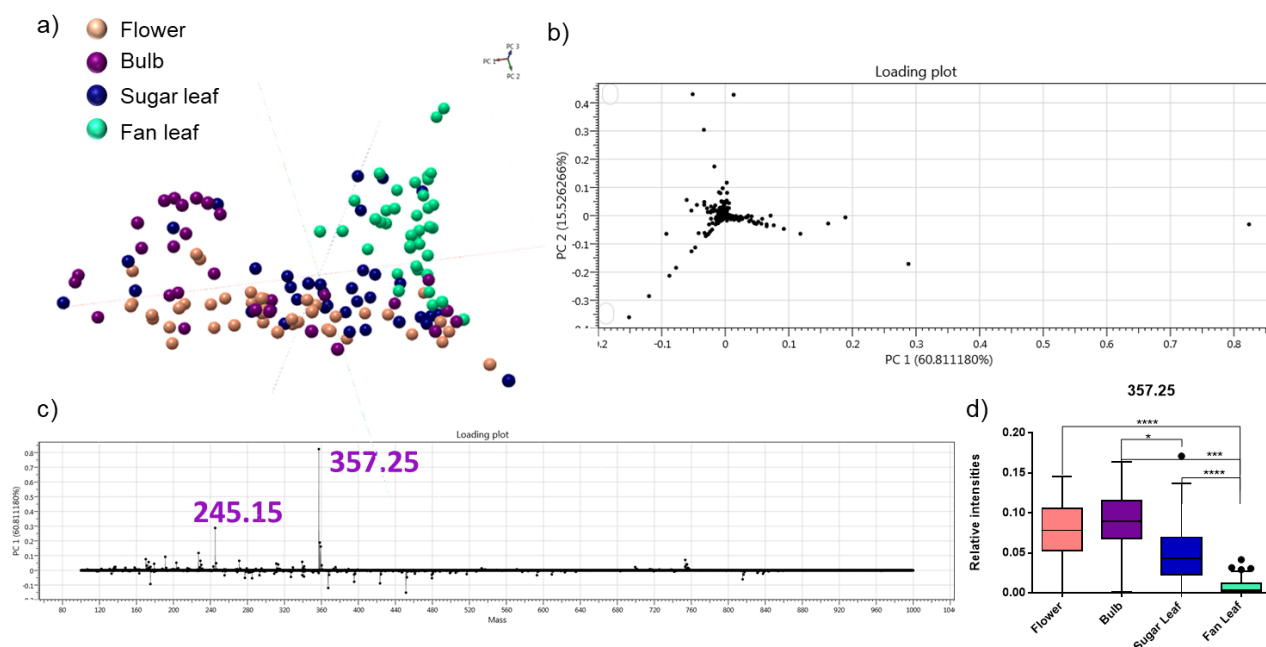 a)
Flower
Bulb
Sugar leaf
Fan leaf
PC 3
PC 1
PC 2
b)
Loading plot
PC 2 (15.526266%)
0.4
0.3
0.2
0.1
0
-0.1
-0.2
-0.3
-0.1 0 0.1 0.2 0.3 0.4 0.5 0.6 0.7 0.8
PC 1 (60.811180%)
c)
Loading plot
PC 1 (60.811180%)
0.8
0.7
0.6
0.5
0.4
0.3
0.2
0.1
0
-0.1
357.25
245.15
80 120 160 200 240 280 320 360 400 440 480 520 560 600 640 680 720 760 800 840 880 920 960 1000
Mass
d)
357.25
Relative intensities
0.20
0.15
0.10
0.05
0.00
****
*
***
****
Flower
Bulb
Sugar Leaf
Fan Leaf